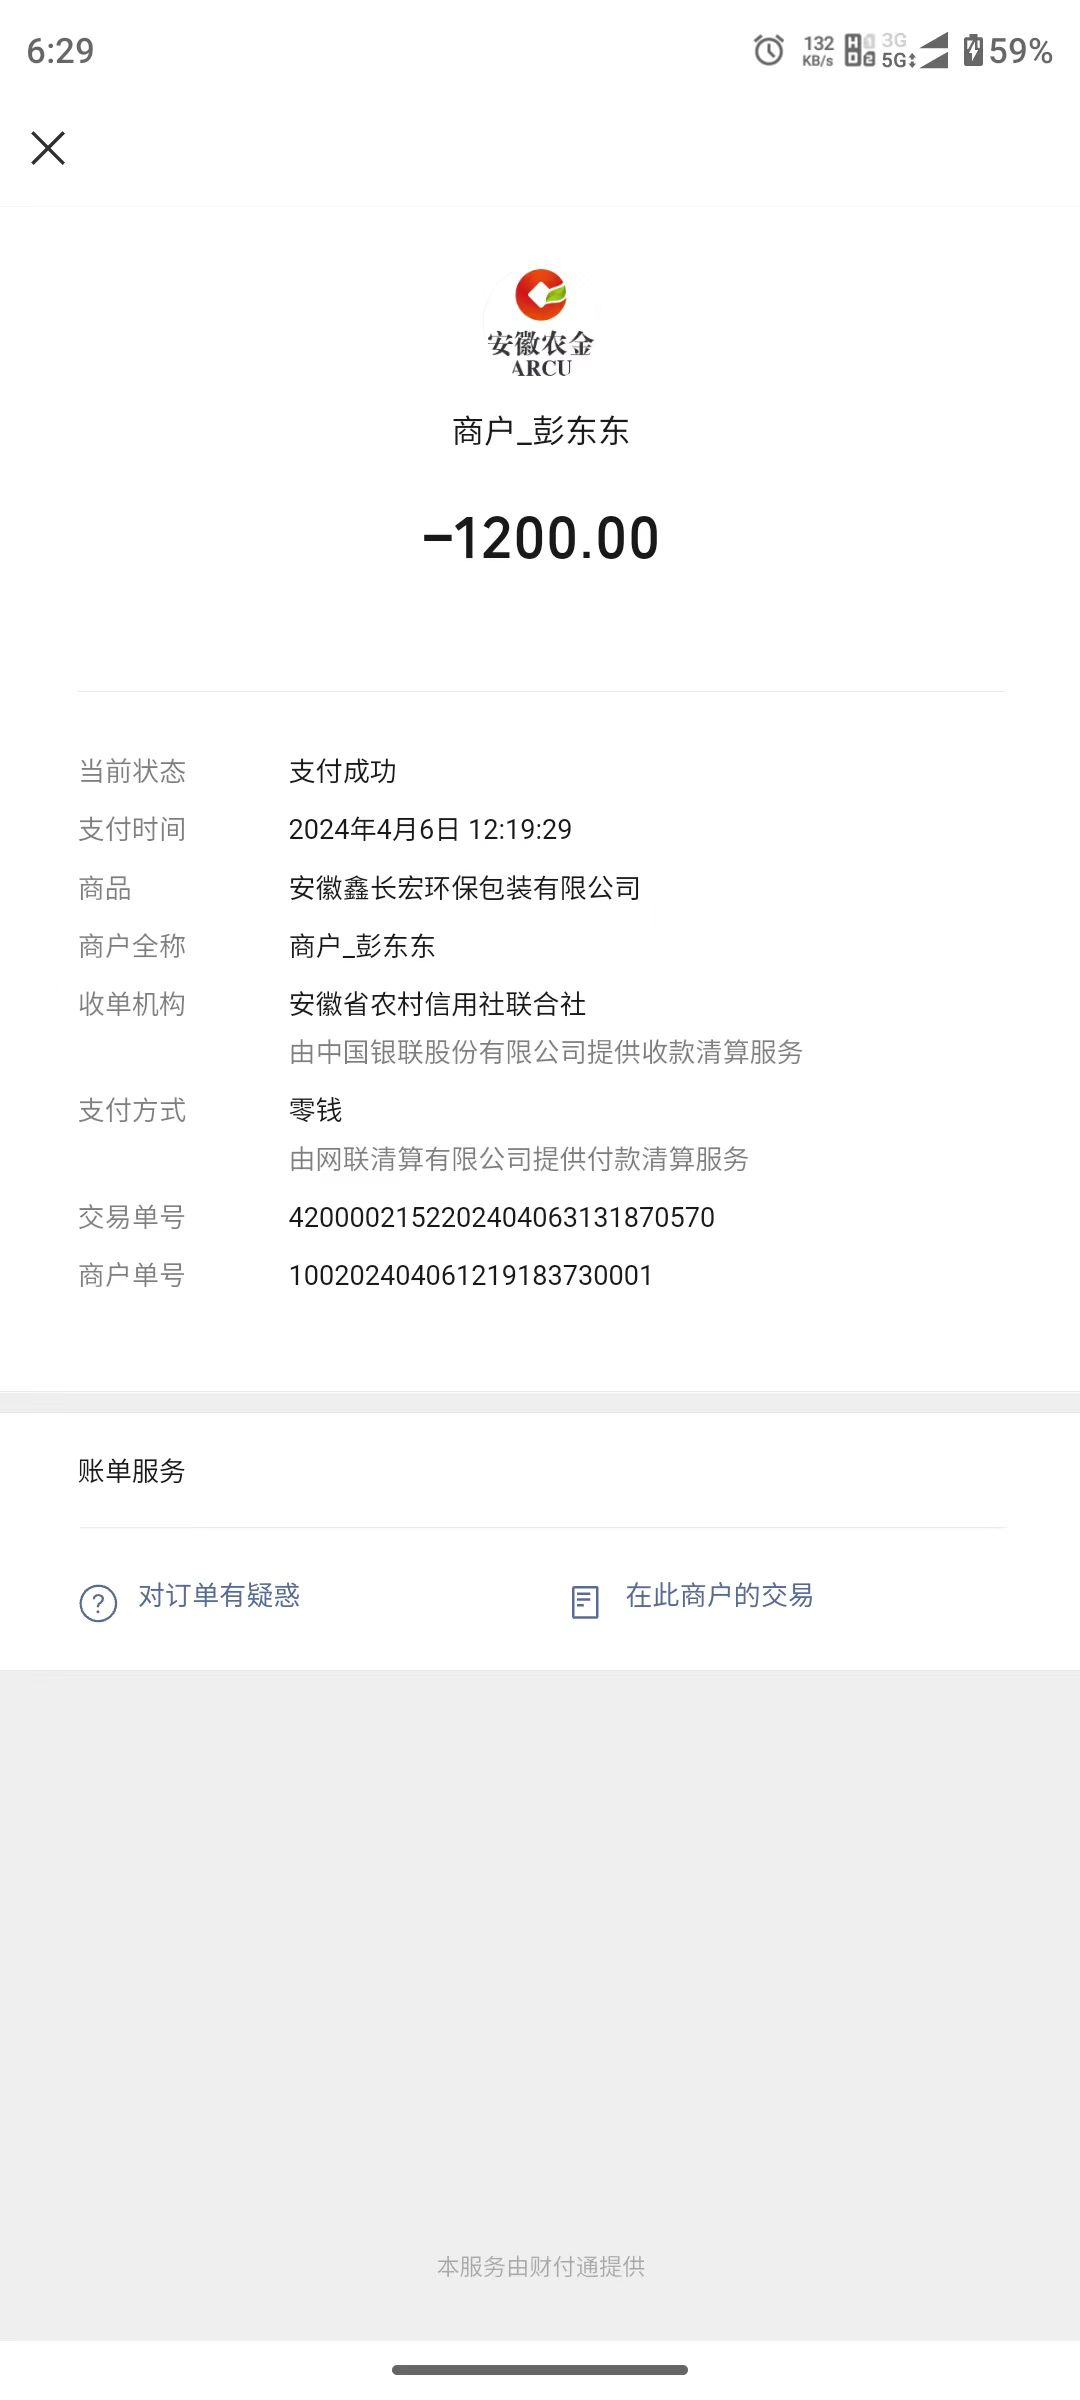 6:29
132 KB/s HD 1 2 3G 5G 59%
安徽农金
ARCU
商户_彭东东
-1200.00
当前状态 支付成功
支付时间 2024年4月6日 12:19:29
商品 安徽鑫长宏环保包装有限公司
商户全称 商户_彭东东
收单机构 安徽省农村信用社联合社
由中国银联股份有限公司提供收款清算服务
支付方式 零钱
由网联清算有限公司提供付款清算服务
交易单号 4200002152202404063131870570
商户单号 100202404061219183730001
账单服务
对订单有疑惑 在此商户的交易
本服务由财付通提供